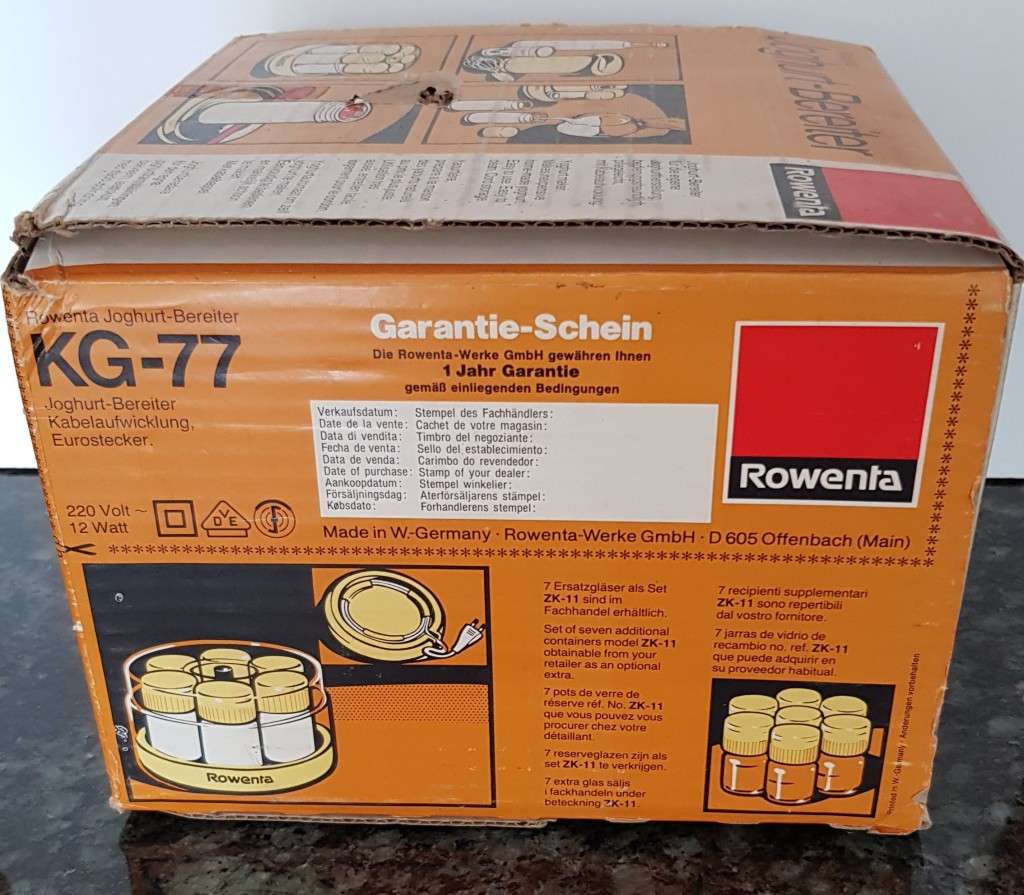 Joghurt-Bereiter
Rowenta
Rowenta Joghurt-Bereiter
KG-77
Joghurt-Bereiter
Kabelaufwicklung,
Eurostecker.
220 Volt ~
12 Watt
VDE
Garantie-Schein
Die Rowenta-Werke GmbH gewähren Ihnen
1 Jahr Garantie
gemäß einliegenden Bedingungen
Verkaufsdatum: Stempel des Fachhändlers:
Date de la vente: Cachet de votre magasin:
Data di vendita: Timbro del negoziante:
Fecha de venta: Sello del establecimiento:
Data de venda: Carimbo do revendedor:
Date of purchase: Stamp of your dealer:
Aankoopdatum: Stempel winkelier:
Försäljningsdag: Aterförsäljarens stämpel:
Købsdato: Forhandlerens stempel:
Rowenta
Made in W.-Germany · Rowenta-Werke GmbH · D 605 Offenbach (Main)
Rowenta
7 Ersatzgläser als Set
ZK-11 sind im
Fachhandel erhältlich.
Set of seven additional
containers model ZK-11
obtainable from your
retailer as an optional
extra.
7 pots de verre de
réserve réf. No. ZK-11
que vous pouvez vous
procurer chez votre
détaillant.
7 reserveglazen zijn als
set ZK-11 te verkrijgen.
7 extra glas säljs
i fackhandeln under
beteckning ZK-11.
7 recipienti supplementari
ZK-11 sono repertibili
dal vostro fornitore.
7 jarras de vidrio de
recambio no. ref. ZK-11
que puede adquirir en
su proveedor habitual.
Printed in W.-Germany / Änderungen vorbehalten